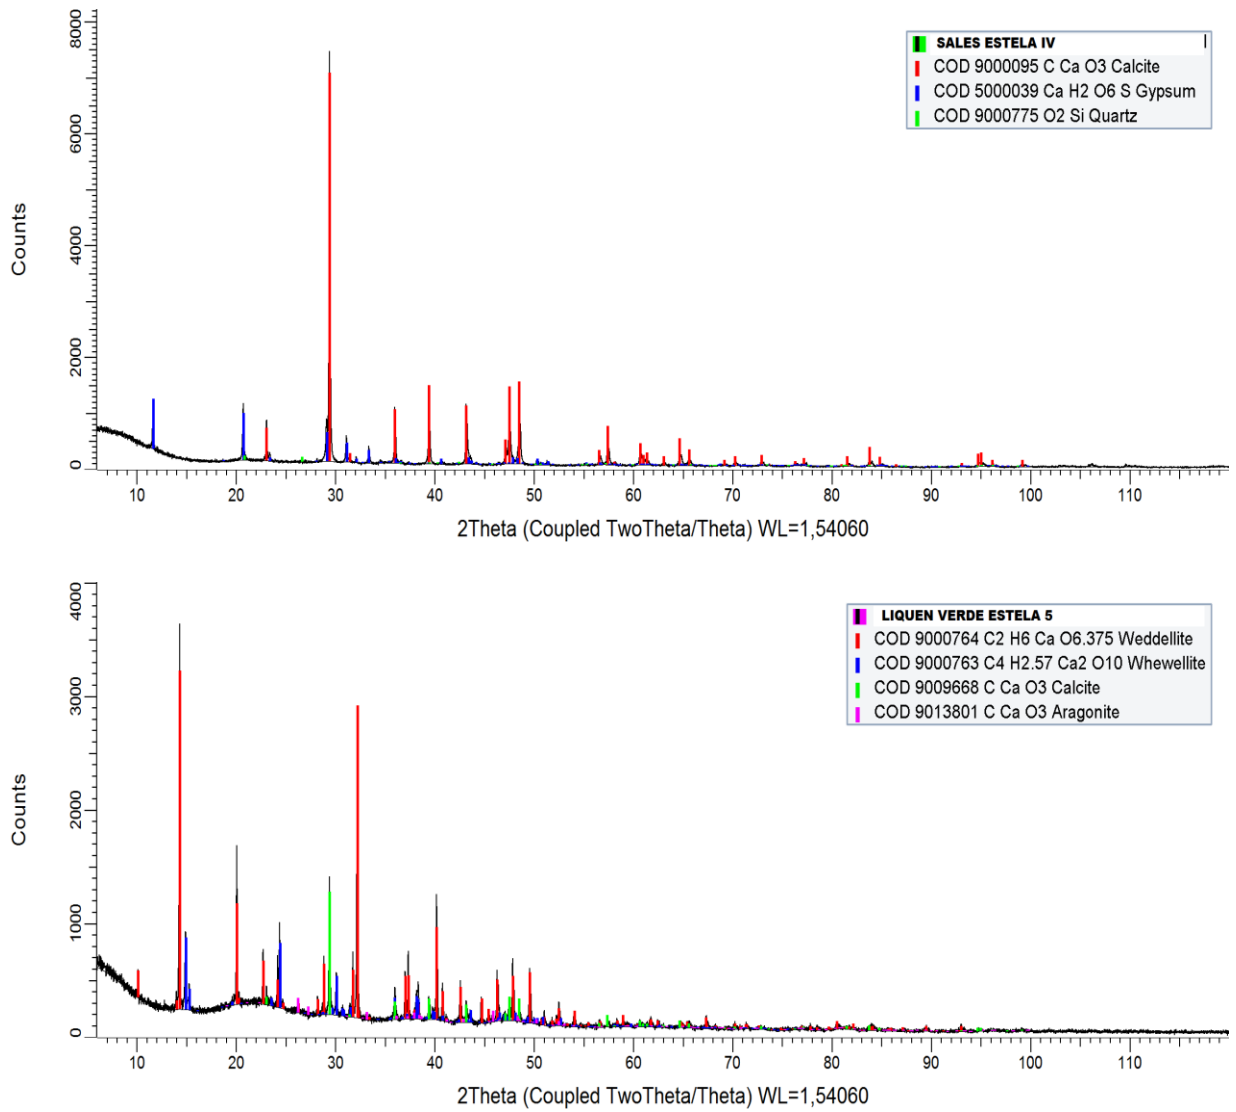 8000
6000
4000
2000
0
Counts
SALES ESTELA IV
COD 9000095 C Ca O3 Calcite
COD 5000039 Ca H2 O6 S Gypsum
COD 9000775 O2 Si Quartz
10 20 30 40 50 60 70 80 90 100 110
2Theta (Coupled TwoTheta/Theta) WL=1,54060
4000
3000
2000
1000
0
Counts
LIQUEN VERDE ESTELA 5
COD 9000764 C2 H6 Ca O6.375 Weddellite
COD 9000763 C4 H2.57 Ca2 O10 Whewellite
COD 9009668 C Ca O3 Calcite
COD 9013801 C Ca O3 Aragonite
10 20 30 40 50 60 70 80 90 100 110
2Theta (Coupled TwoTheta/Theta) WL=1,54060